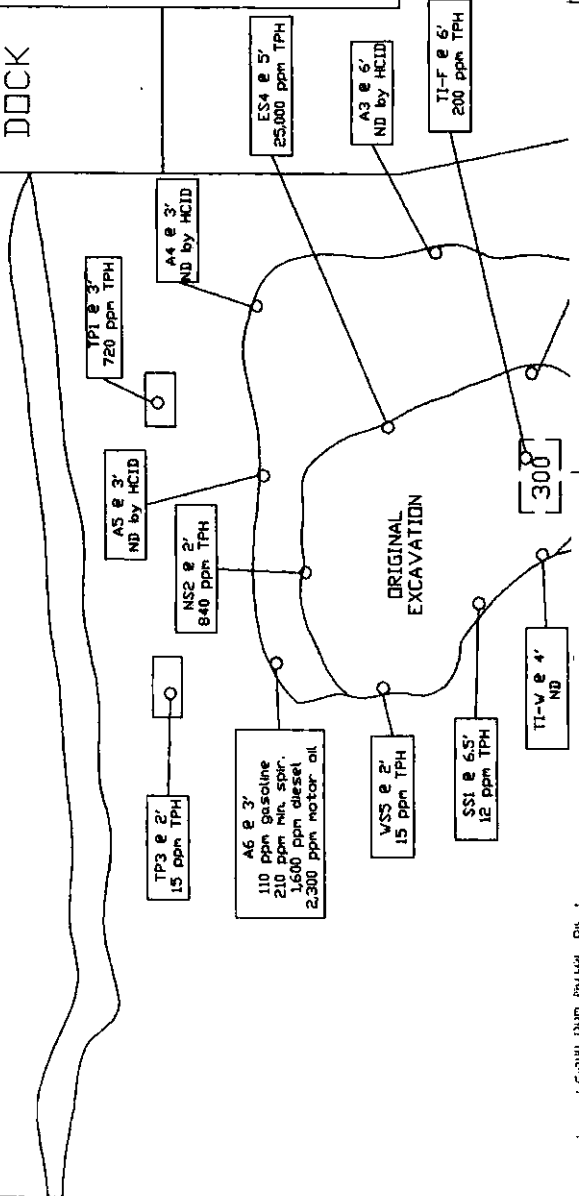 DOCK
ES4 @ 5'
25,000 ppm TPH
A3 @ 6'
ND by HCID
TI-F @ 6'
200 ppm TPH
A4 @ 3'
ND by HCID
TP1 @ 3'
720 ppm TPH
A5 @ 3'
ND by HCID
NS2 @ 2'
840 ppm TPH
ORIGINAL
EXCAVATION
300
TP3 @ 2'
15 ppm TPH
A6 @ 3'
110 ppm gasoline
210 ppm min. spir.
1,600 ppm diesel
2,300 ppm motor oil
WS5 @ 2'
15 ppm TPH
SS1 @ 6.5'
12 ppm TPH
TI-W @ 4'
ND